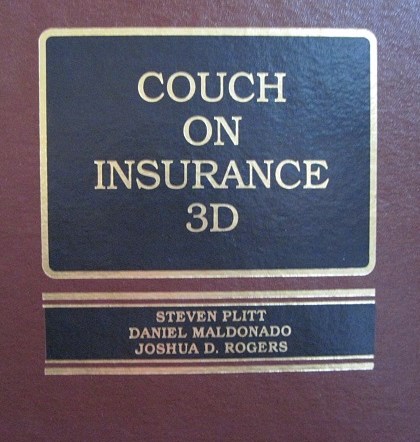 COUCH
ON
INSURANCE
3D
STEVEN PLITT
DANIEL MALDONADO
JOSHUA D. ROGERS